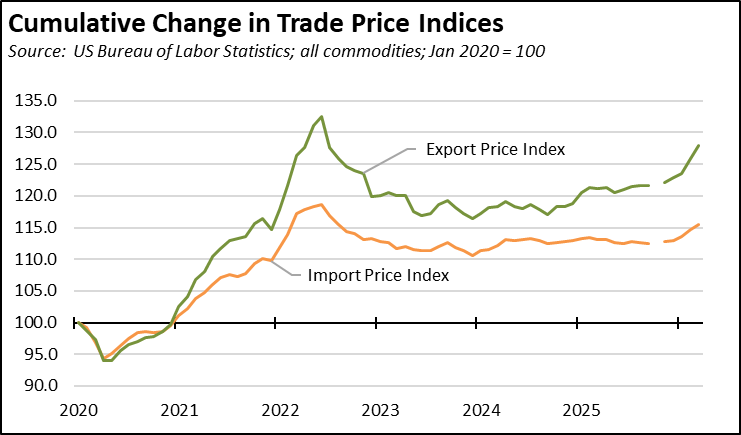 Cumulative Change in Trade Price Indices
Source:  US Bureau of Labor Statistics; all commodities; Jan 2020 = 100
135.0
130.0
125.0
120.0
115.0
110.0
105.0
100.0
95.0
90.0
Export Price Index
Import Price Index
2020 2021 2022 2023 2024 2025